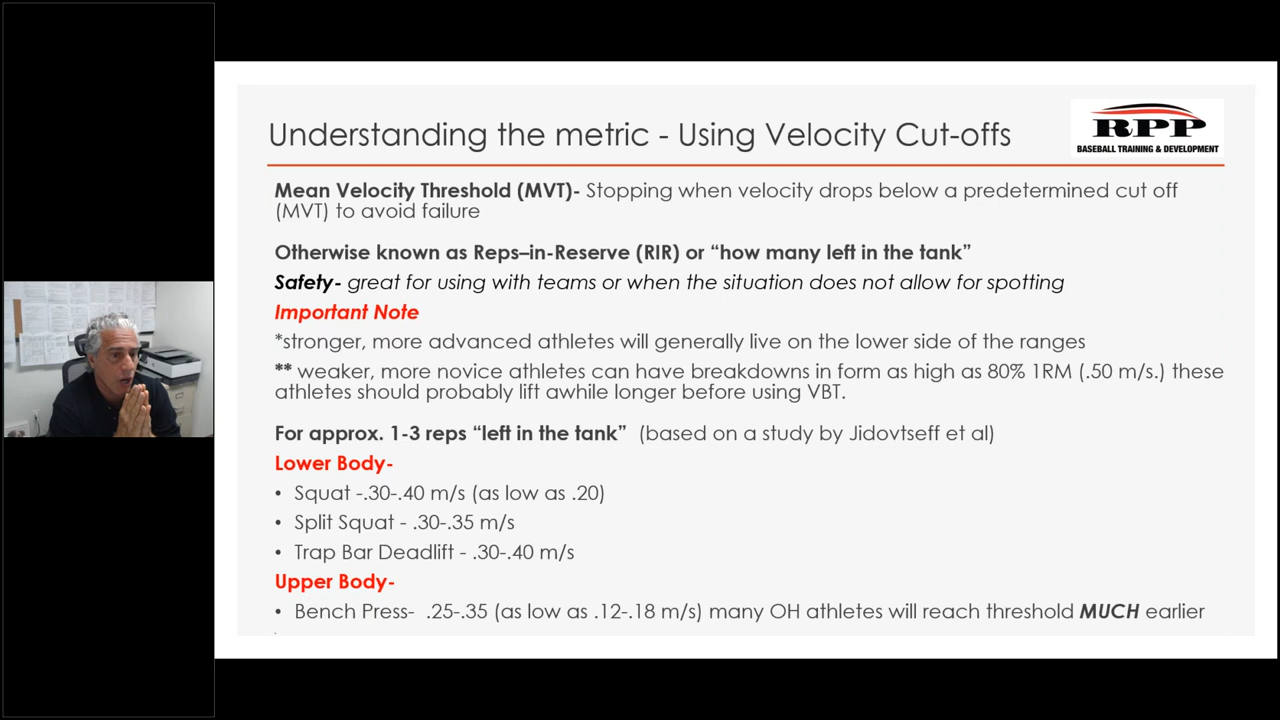 Understanding the metric - Using Velocity Cut-offs
RPP
BASEBALL TRAINING & DEVELOPMENT
Mean Velocity Threshold (MVT)- Stopping when velocity drops below a predetermined cut off
(MVT) to avoid failure
Otherwise known as Reps–in-Reserve (RIR) or “how many left in the tank”
Safety- great for using with teams or when the situation does not allow for spotting
Important Note
*stronger, more advanced athletes will generally live on the lower side of the ranges
** weaker, more novice athletes can have breakdowns in form as high as 80% 1RM (.50 m/s.) these
athletes should probably lift awhile longer before using VBT.
For approx. 1-3 reps “left in the tank” (based on a study by Jidovtseff et al)
Lower Body-
• Squat -.30-.40 m/s (as low as .20)
• Split Squat - .30-.35 m/s
• Trap Bar Deadlift - .30-.40 m/s
Upper Body-
• Bench Press- .25-.35 (as low as .12-.18 m/s) many OH athletes will reach threshold MUCH earlier